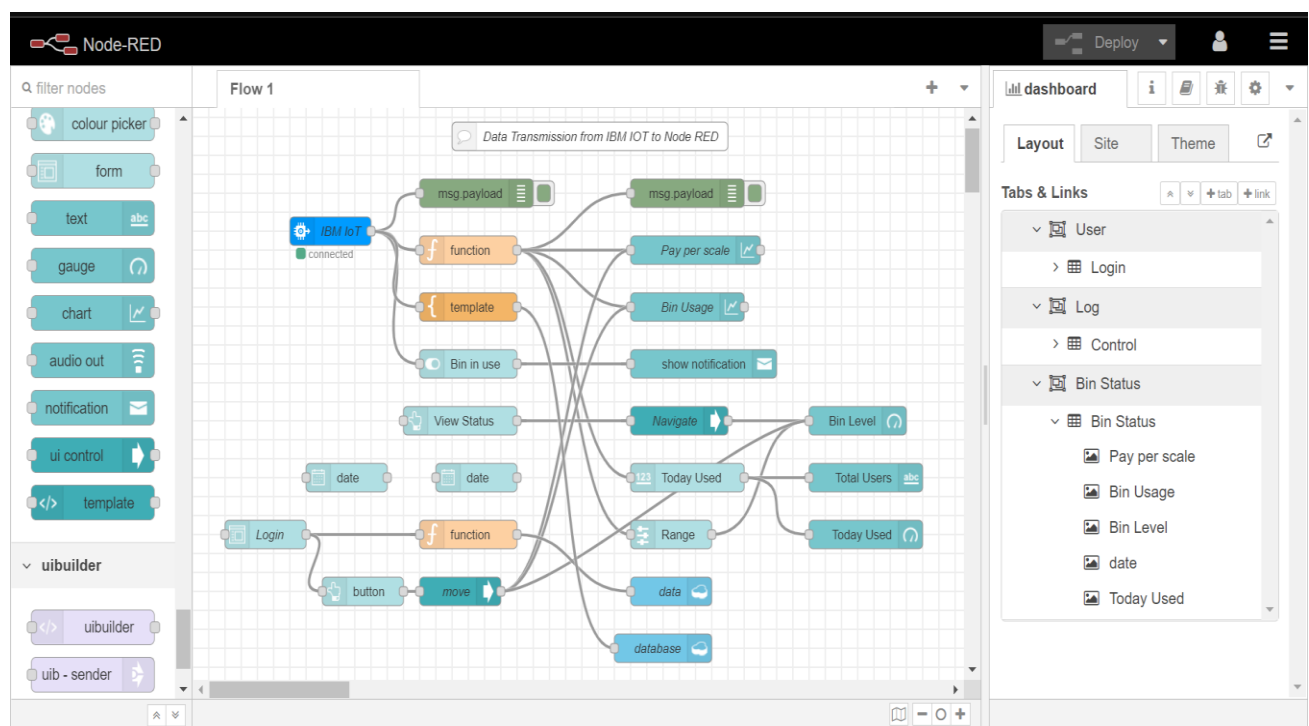 Node-RED
Deploy
filter nodes
colour picker
form
text
abc
gauge
chart
audio out
notification
ui control
template
uibuilder
uibuilder
uib - sender
Flow 1
Data Transmission from IBM IOT to Node RED
msg.payload
msg.payload
IBM IoT
connected
function
Pay per scale
template
Bin Usage
Bin in use
show notification
View Status
Navigate
Bin Level
date
date
123 Today Used
Total Users abc
Login
function
Range
Today Used
button
move
data
database
dashboard
i
Layout
Site
Theme
Tabs & Links
+ tab
+ link
User
Login
Log
Control
Bin Status
Bin Status
Pay per scale
Bin Usage
Bin Level
date
Today Used